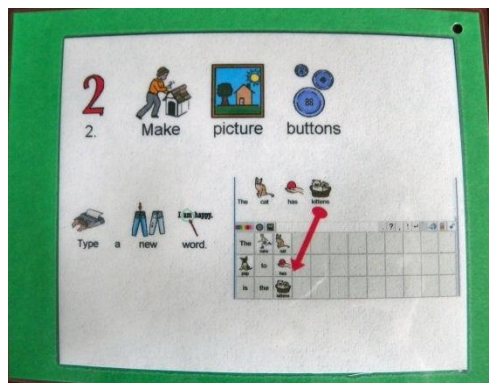 2
2. Make picture buttons
I am happy.
Type a new word.
The cat has kittens
? , ! ↵
The cat
to has
is the kittens